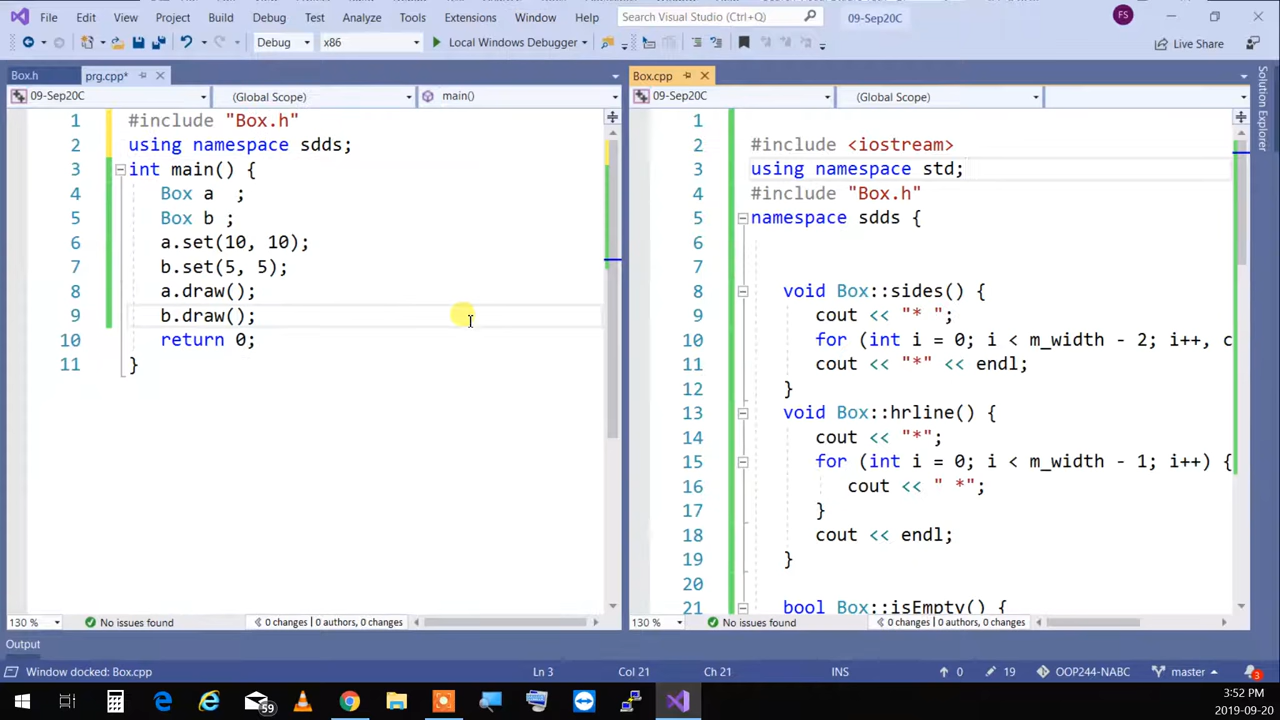 File Edit View Project Build Debug Test Analyze Tools Extensions Window Help Search Visual Studio (Ctrl+Q) 09-Sep20C FS
Debug x86 Local Windows Debugger Live Share
Box.h prg.cpp*
09-Sep20C (Global Scope) main()
1 #include "Box.h"
2 using namespace sdds;
3 int main() {
4 Box a  ;
5 Box b ;
6 a.set(10, 10);
7 b.set(5, 5);
8 a.draw();
9 b.draw();
10 return 0;
11 }
130 % No issues found 0 changes | 0 authors, 0 changes
Box.cpp
09-Sep20C (Global Scope)
1
2 #include <iostream>
3 using namespace std;
4 #include "Box.h"
5 namespace sdds {
6
7
8 void Box::sides() {
9 cout << "* ";
10 for (int i = 0; i < m_width - 2; i++, c
11 cout << "*" << endl;
12 }
13 void Box::hrline() {
14 cout << "*";
15 for (int i = 0; i < m_width - 1; i++) {
16 cout << " *";
17 }
18 cout << endl;
19 }
20
21 bool Box::isEmpty() {
130 % No issues found 0 changes | 0 authors, 0 changes
Solution Explorer
Output
Window docked: Box.cpp Ln 3 Col 21 Ch 21 INS 0 19 OOP244-NABC master 3
59
3:52 PM
2019-09-20